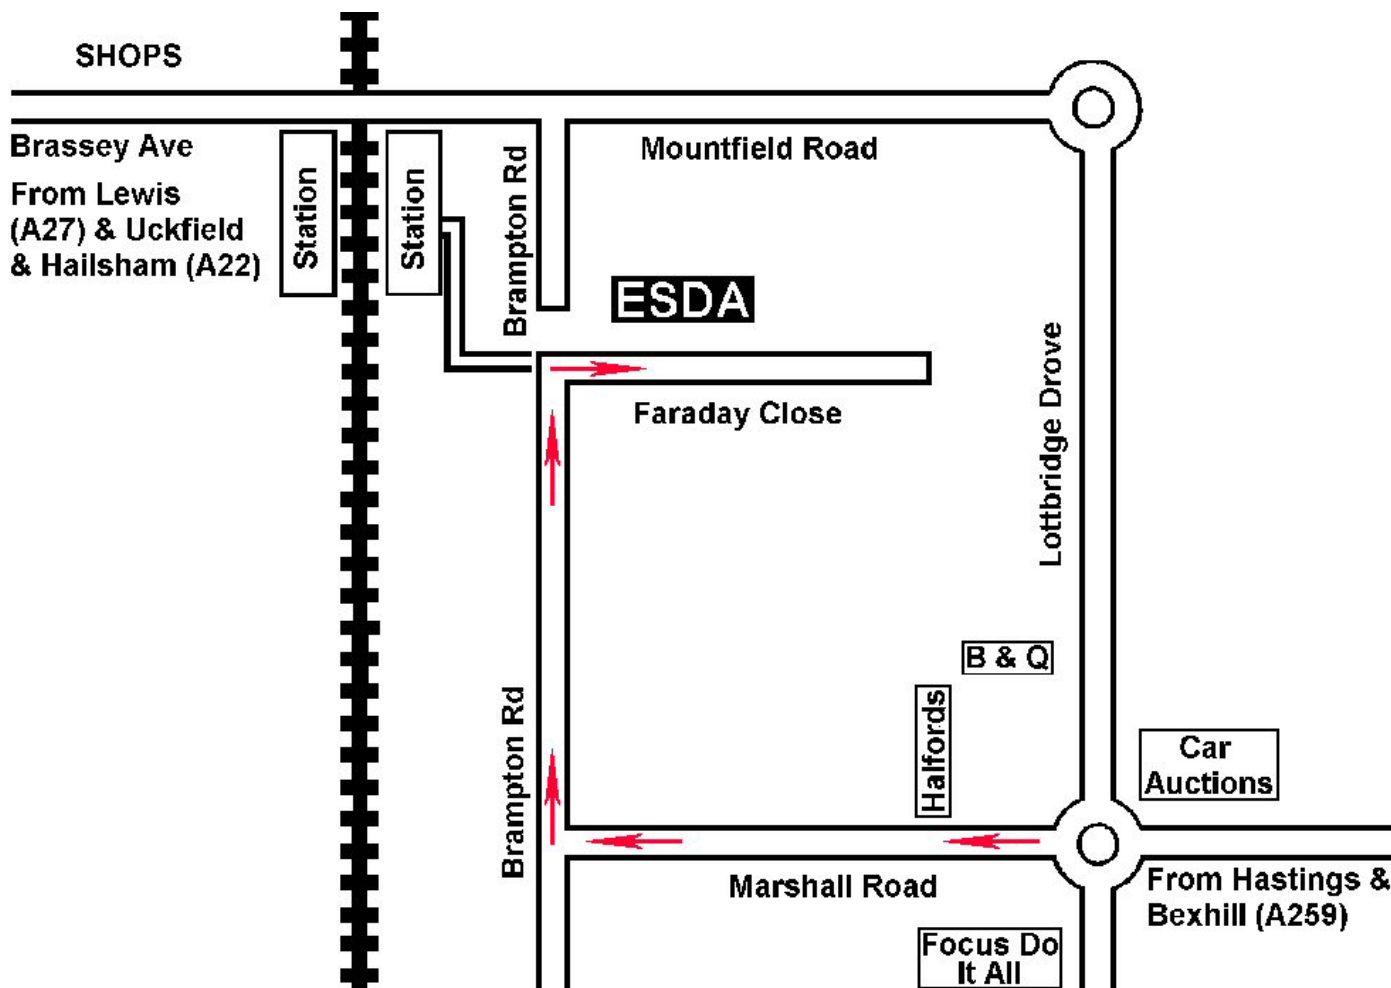 SHOPS
Brassey Ave
From Lewis
(A27) & Uckfield
& Hailsham (A22)
Station
Station
Brampton Rd
Mountfield Road
ESDA
Faraday Close
Lottbridge Drove
B & Q
Halfords
Brampton Rd
Car
Auctions
Marshall Road
From Hastings &
Bexhill (A259)
Focus Do
It All